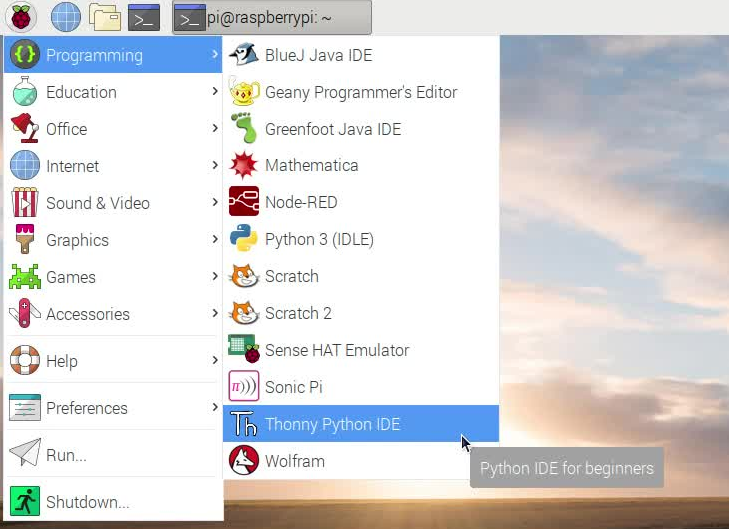 pi@raspberrypi: ~
Programming
Education
Office
Internet
Sound & Video
Graphics
Games
Accessories
Help
Preferences
Run...
Shutdown...
BlueJ Java IDE
Geany Programmer's Editor
Greenfoot Java IDE
Mathematica
Node-RED
Python 3 (IDLE)
Scratch
Scratch 2
Sense HAT Emulator
π)))
Sonic Pi
Th
Thonny Python IDE
Wolfram
Python IDE for beginners